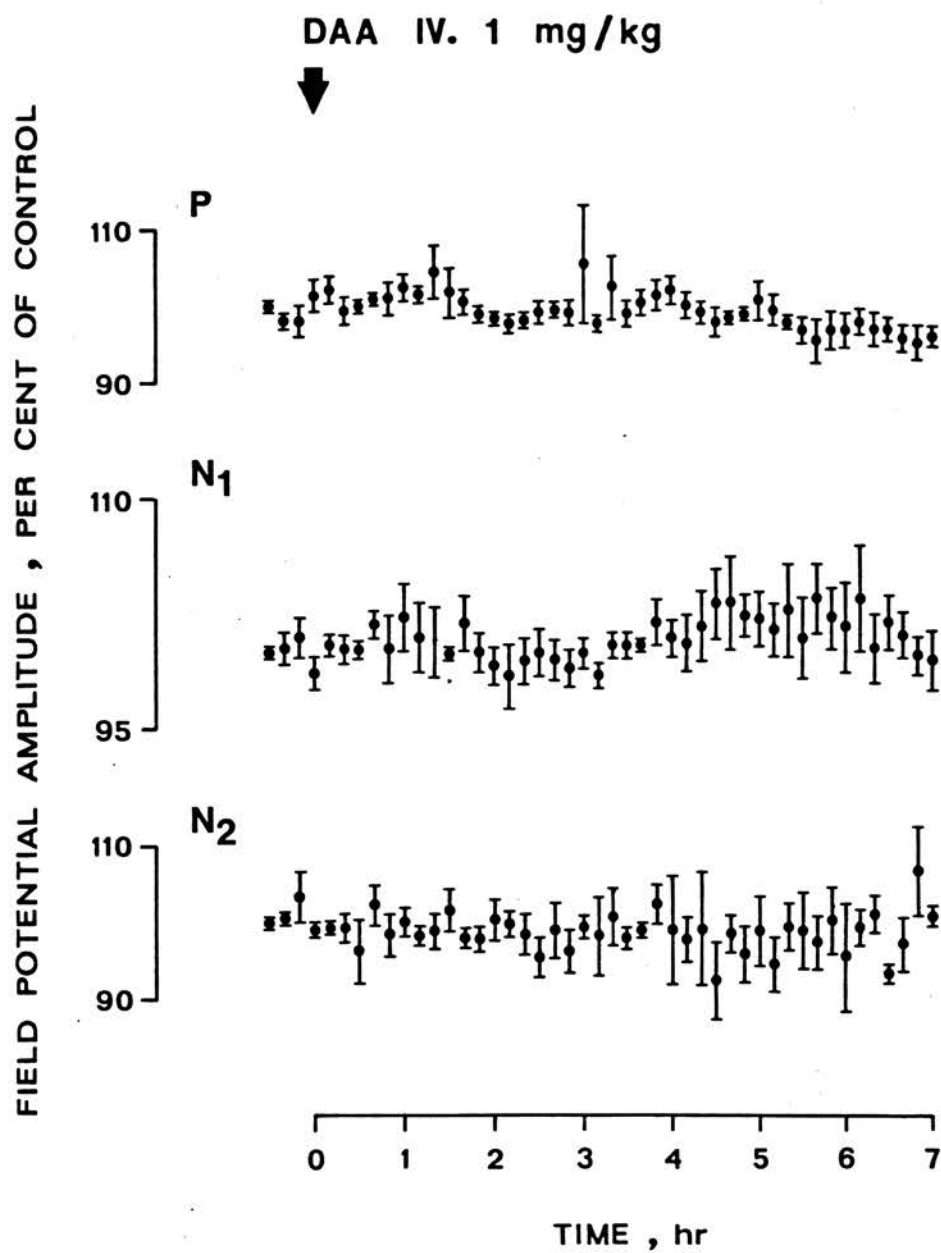 DAA IV. 1 mg/kg
FIELD POTENTIAL AMPLITUDE , PER CENT OF CONTROL
P
110
90
N1
110
95
N2
110
90
0 1 2 3 4 5 6 7
TIME , hr